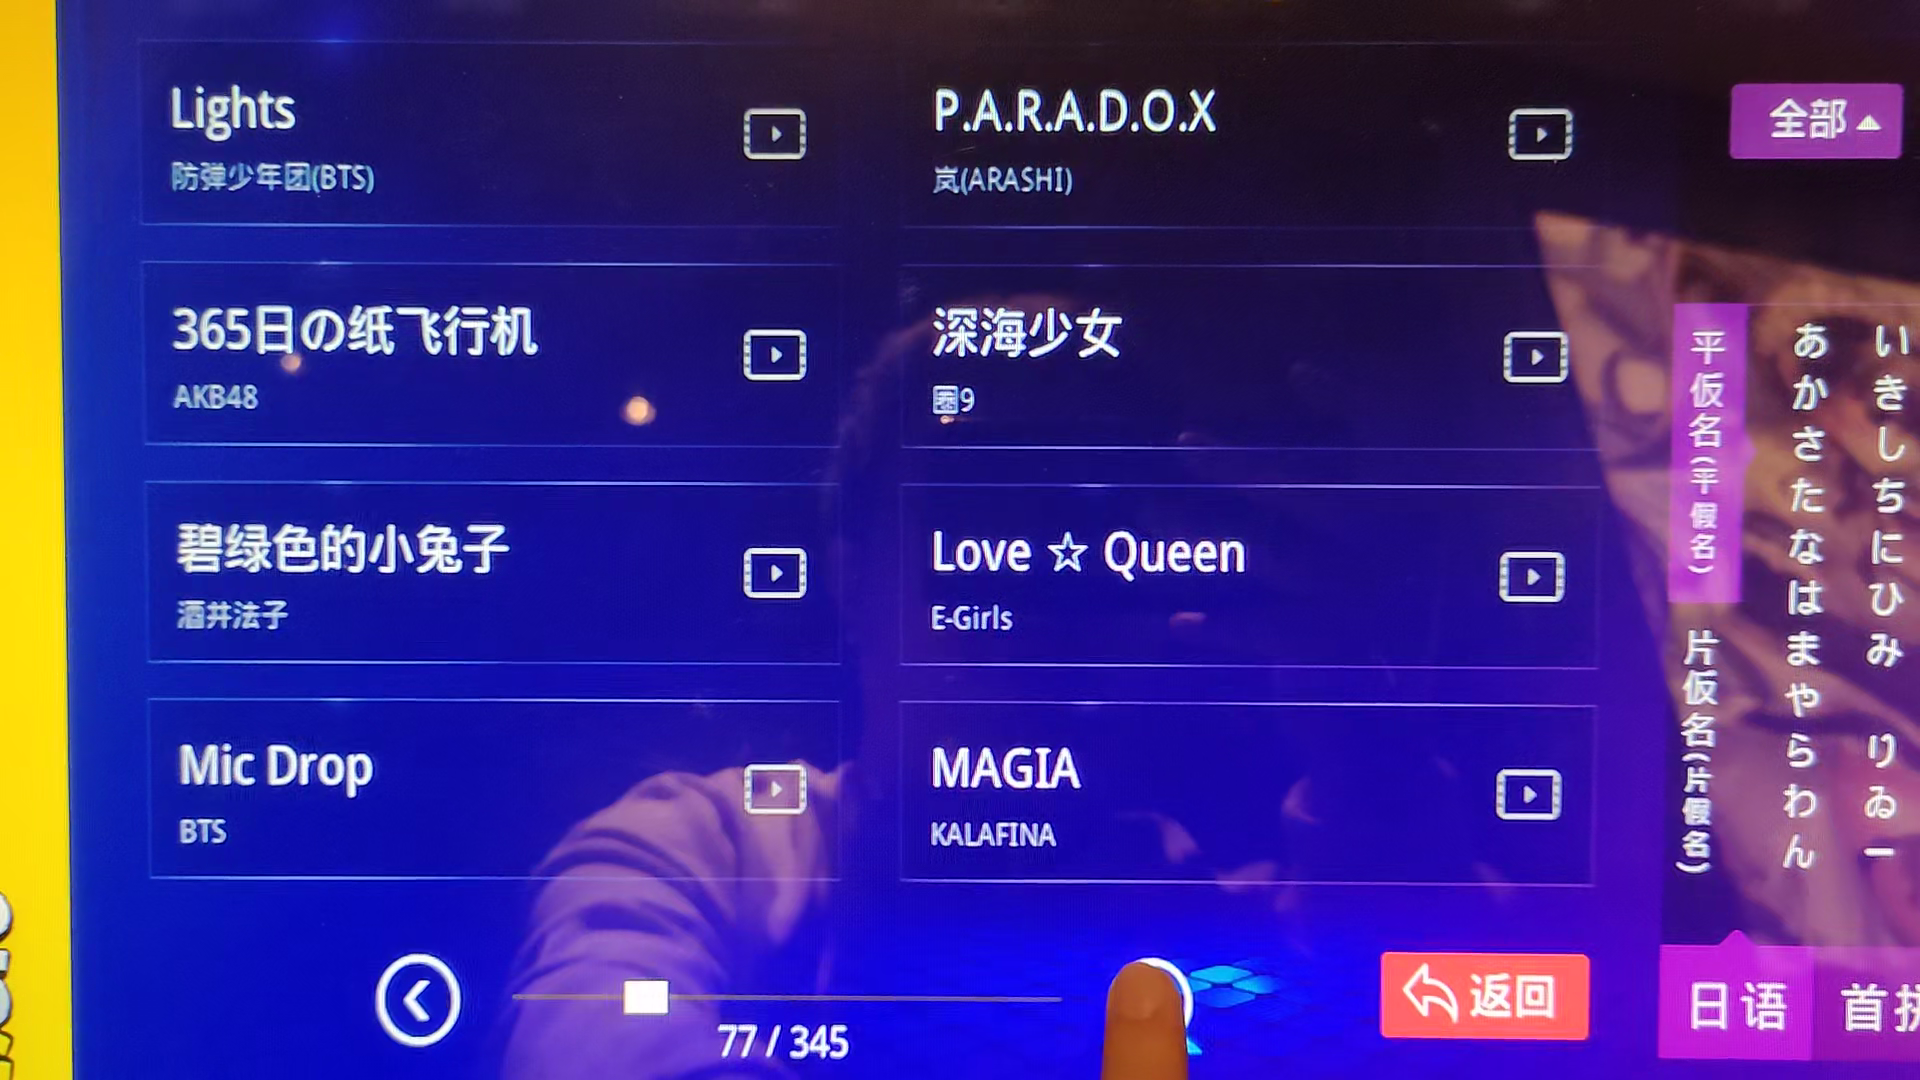 Lights
防弹少年团(BTS)
P.A.R.A.D.O.X
岚(ARASHI)
全部
365日の纸飞行机
AKB48
深海少女
圈9
碧绿色的小兔子
酒井法子
Love ☆ Queen
E-Girls
Mic Drop
BTS
MAGIA
KALAFINA
平仮名(平假名)
片仮名(片假名)
あかさたなはまやらわん
いきしちにひみ りゐー
77 / 345
返回
日语
首拼